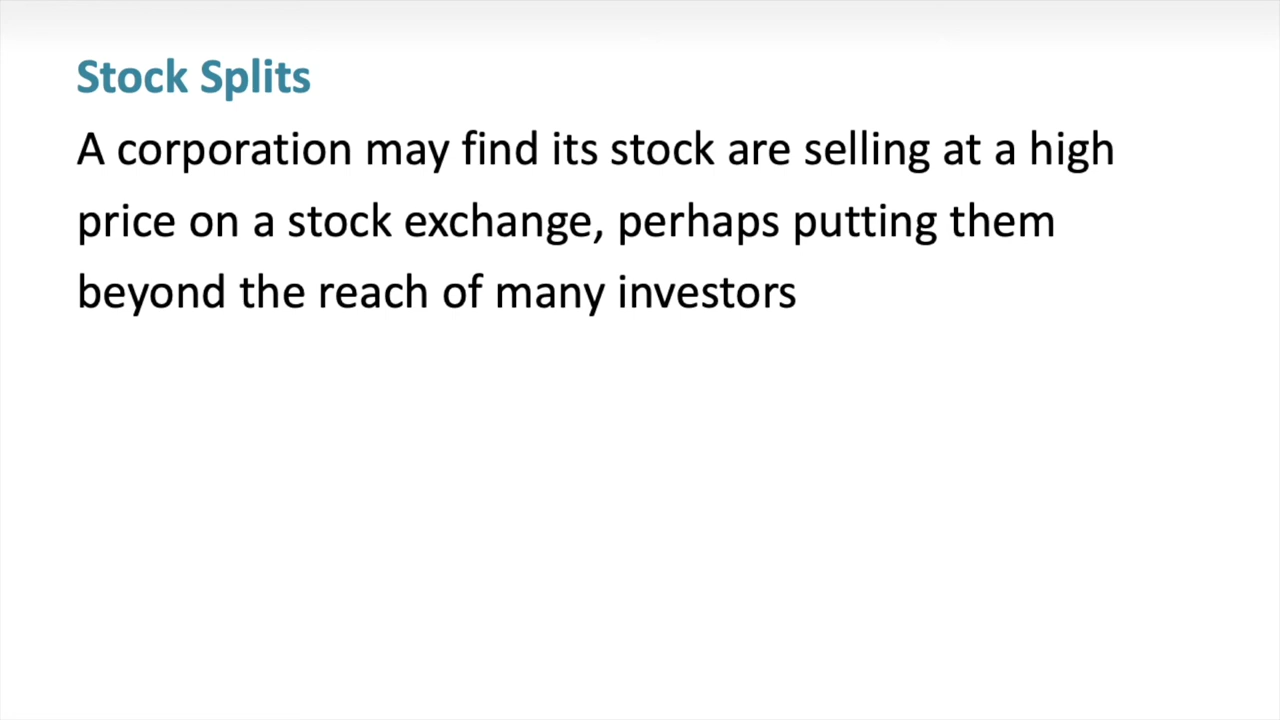 Stock Splits
A corporation may find its stock are selling at a high
price on a stock exchange, perhaps putting them
beyond the reach of many investors